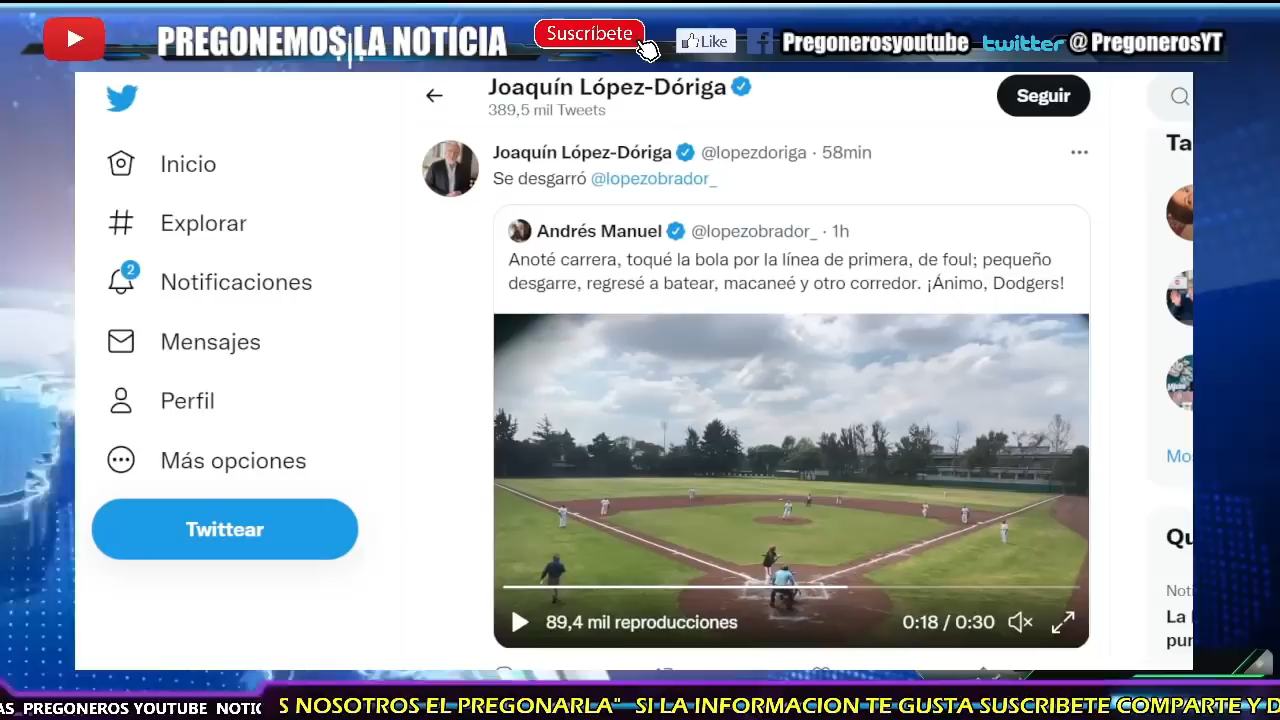 PREGONEMOS LA NOTICIA
Suscríbete
Like
Pregonerosyoutube
twitter @PregonerosYT
Joaquín López-Dóriga
389,5 mil Tweets
Seguir
Inicio
Explorar
2
Notificaciones
Mensajes
Perfil
Más opciones
Twittear
Joaquín López-Dóriga @lopezdoriga · 58min
Se desgarró @lopezobrador_
Andrés Manuel @lopezobrador_ · 1h
Anoté carrera, toqué la bola por la línea de primera, de foul; pequeño
desgarre, regresé a batear, macaneé y otro corredor. ¡Ánimo, Dodgers!
89,4 mil reproducciones
0:18 / 0:30
Ta
Mo
Qu
Noti
La
pur
AS PREGONEROS YOUTUBE NOTIC
S NOSOTROS EL PREGONARLA" SI LA INFORMACION TE GUSTA SUSCRIBETE COMPARTE Y D